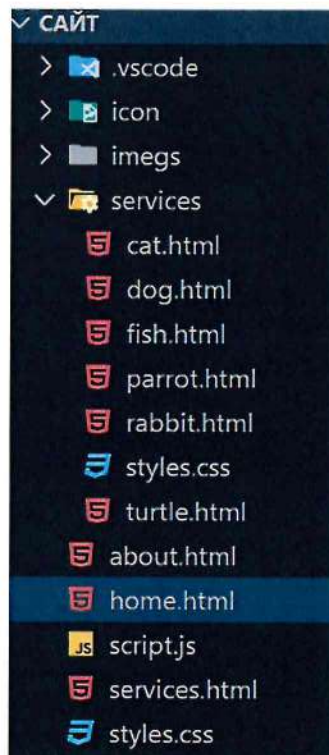 САЙТ
.vscode
icon
imegs
services
cat.html
dog.html
fish.html
parrot.html
rabbit.html
styles.css
turtle.html
about.html
home.html
JS script.js
services.html
styles.css